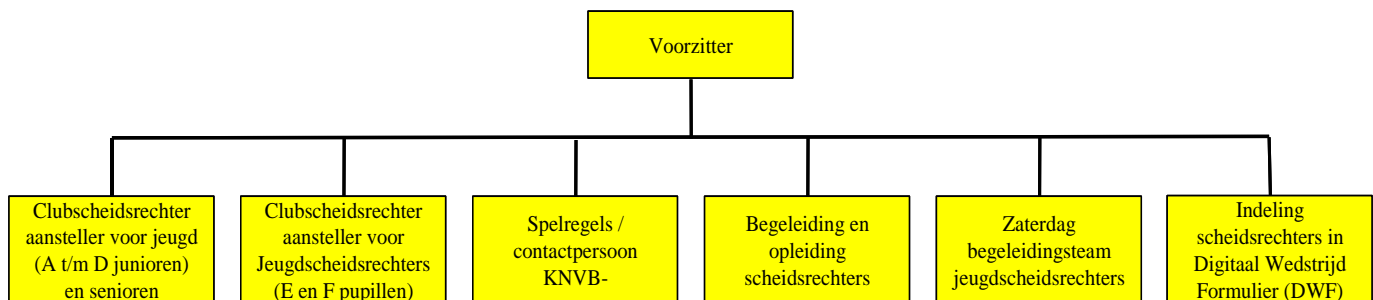 Voorzitter
Clubscheidsrechter
aansteller voor jeugd
(A t/m D junioren)
en senioren
Clubscheidsrechter
aansteller voor
Jeugdscheidsrechters
(E en F pupillen)
Spelregels /
contactpersoon
KNVB-
Begeleiding en
opleiding
scheidsrechters
Zaterdag
begeleidingsteam
jeugdscheidsrechters
Indeling
scheidsrechters in
Digitaal Wedstrijd
Formulier (DWF)